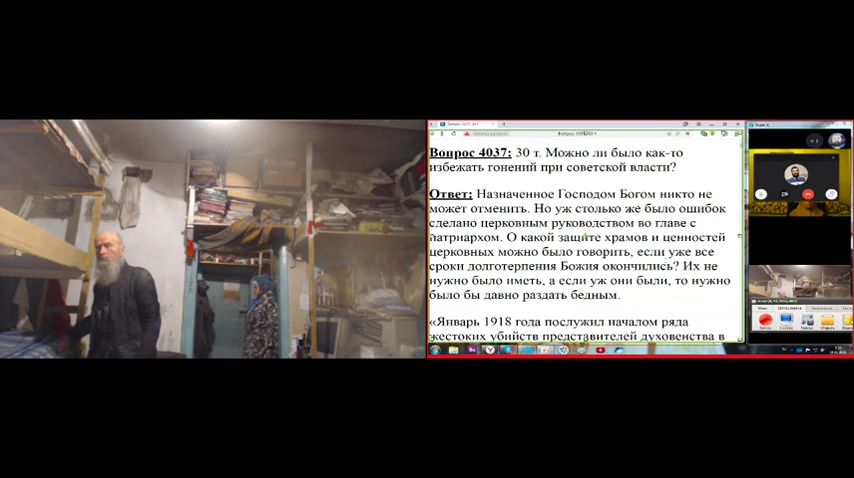 Вопрос 4037: 30 т. Можно ли было как-то
избежать гонений при советской власти?
Ответ: Назначенное Господом Богом никто не
может отменить. Но уж столько же было ошибок
сделано церковным руководством во главе с
патриархом. О какой защите храмов и ценностей
церковных можно было говорить, если уже все
сроки долготерпения Божия окончились? Их не
нужно было иметь, а если уж они были, то нужно
было бы давно раздать бедным.
«Январь 1918 года послужил началом ряда
жестоких убийств представителей духовенства в